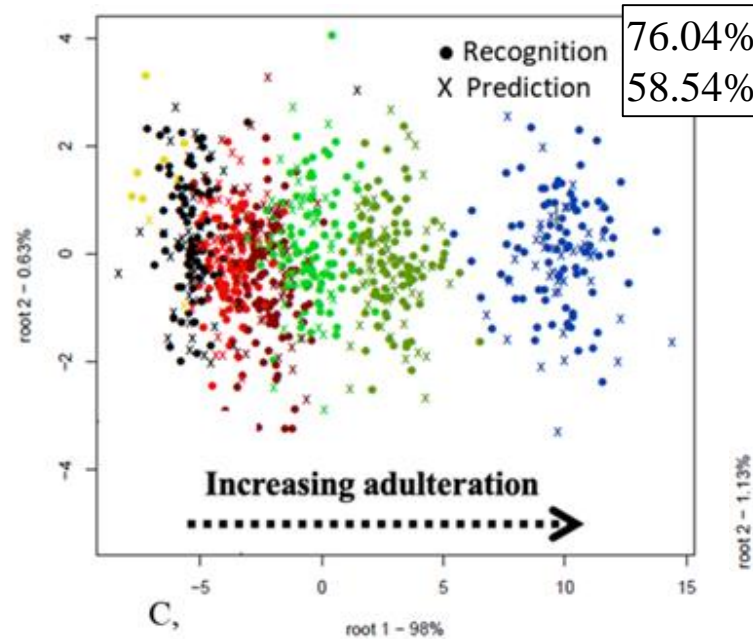 76.04%
● Recognition
X Prediction
58.54%
4
2
0
−2
−4
root 2 − 0.63%
Increasing adulteration
−5
0
5
10
15
C,
root 1 − 98%
root 2 − 1.13%